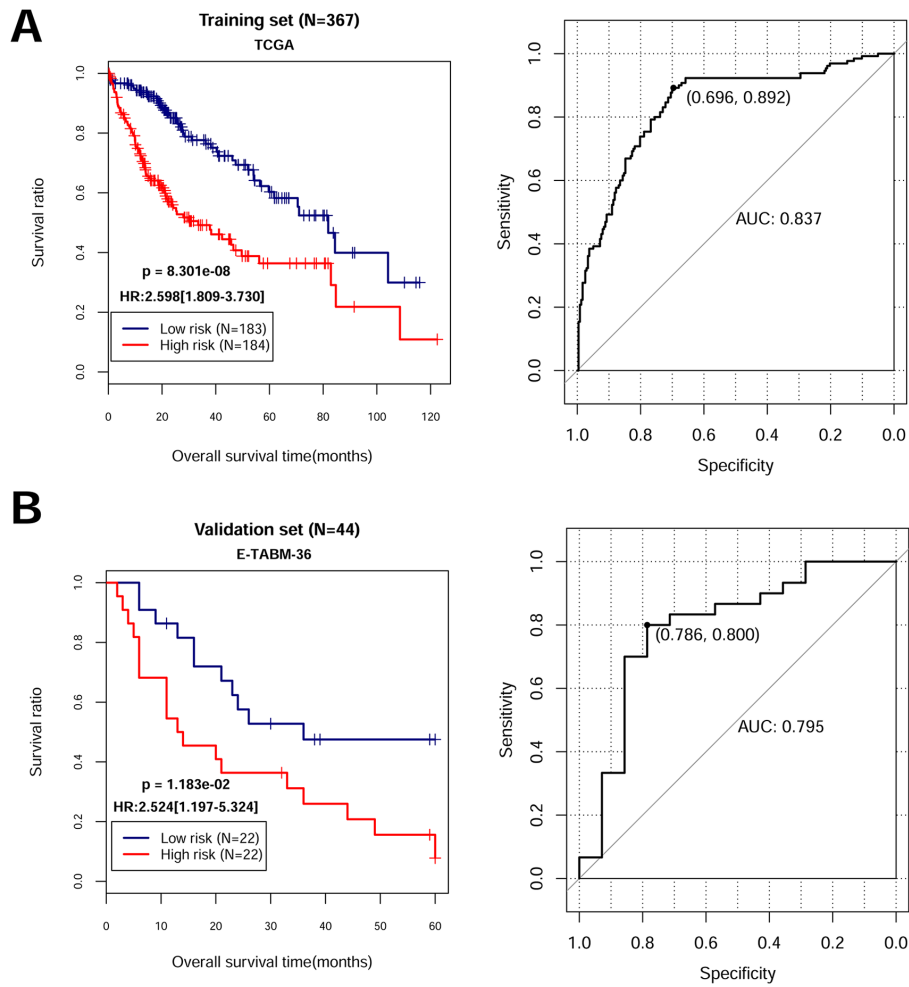 A
Training set (N=367)
TCGA
Survival ratio
1.0
0.8
0.6
0.4
0.2
0.0
p = 8.301e-08
HR:2.598[1.809-3.730]
Low risk (N=183)
High risk (N=184)
0 20 40 60 80 100 120
Overall survival time(months)
Sensitivity
1.0
0.8
0.6
0.4
0.2
0.0
(0.696, 0.892)
AUC: 0.837
1.0 0.8 0.6 0.4 0.2 0.0
Specificity
B
Validation set (N=44)
E-TABM-36
Survival ratio
1.0
0.8
0.6
0.4
0.2
0.0
p = 1.183e-02
HR:2.524[1.197-5.324]
Low risk (N=22)
High risk (N=22)
0 10 20 30 40 50 60
Overall survival time(months)
Sensitivity
1.0
0.8
0.6
0.4
0.2
0.0
(0.786, 0.800)
AUC: 0.795
1.0 0.8 0.6 0.4 0.2 0.0
Specificity